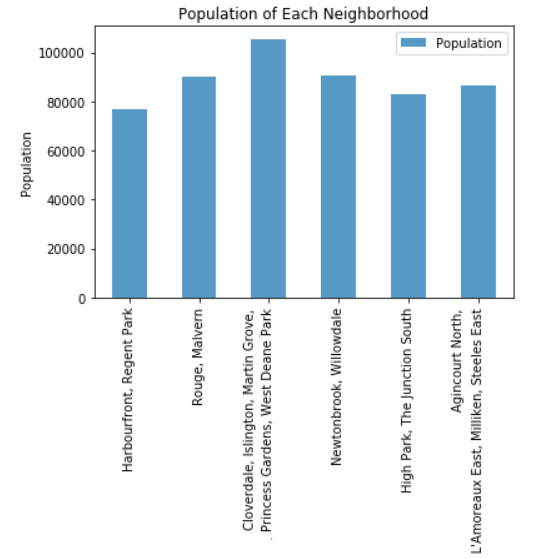 Population of Each Neighborhood
Population
Population
100000
80000
60000
40000
20000
0
Harbourfront, Regent Park
Rouge, Malvern
Cloverdale, Islington, Martin Grove,
Princess Gardens, West Deane Park
Newtonbrook, Willowdale
High Park, The Junction South
Agincourt North,
L'Amoreaux East, Milliken, Steeles East